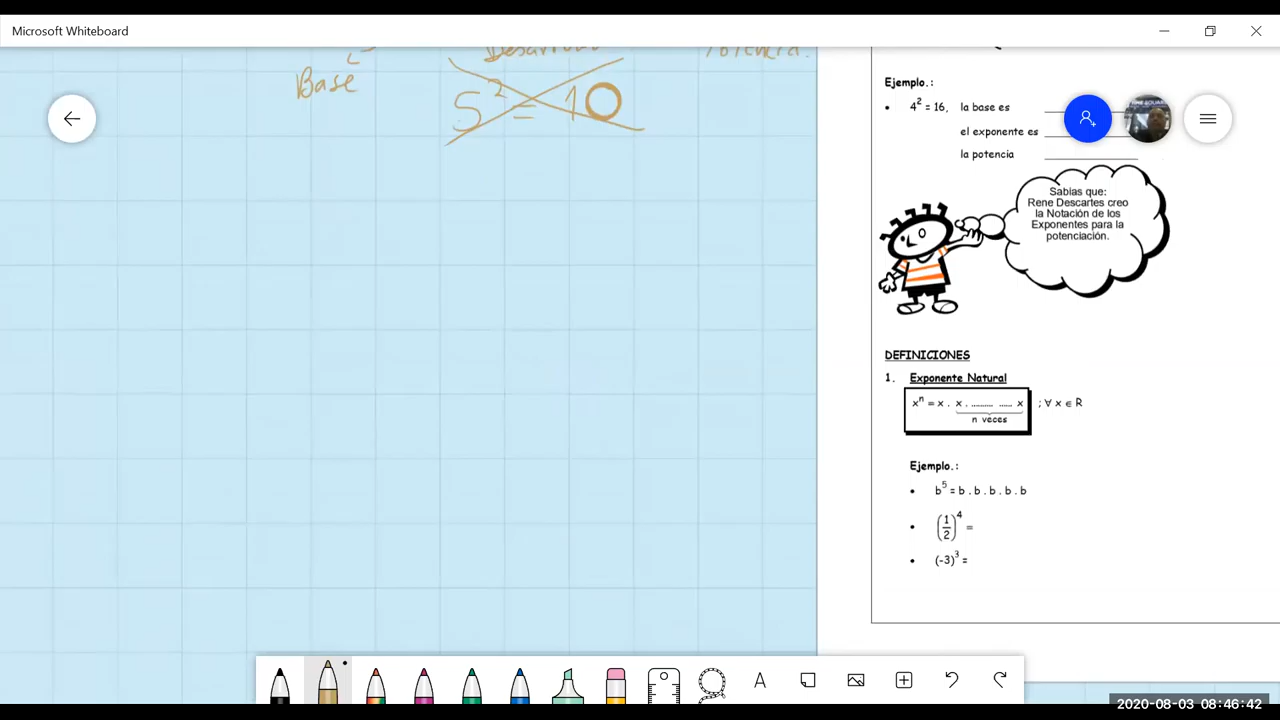 Microsoft Whiteboard
Base
5² = 10
Ejemplo.:
• 4² = 16, la base es
el exponente es
la potencia
Sabias que:
Rene Descartes creo
la Notación de los
Exponentes para la
potenciación.
DEFINICIONES
1. Exponente Natural
xⁿ = x . x . .......... ...... x ; ∀ x ∈ R
n veces
Ejemplo.:
• b⁵ = b . b . b . b . b
• (1/2)⁴ =
• (-3)³ =
A
2020-08-03 08:46:42